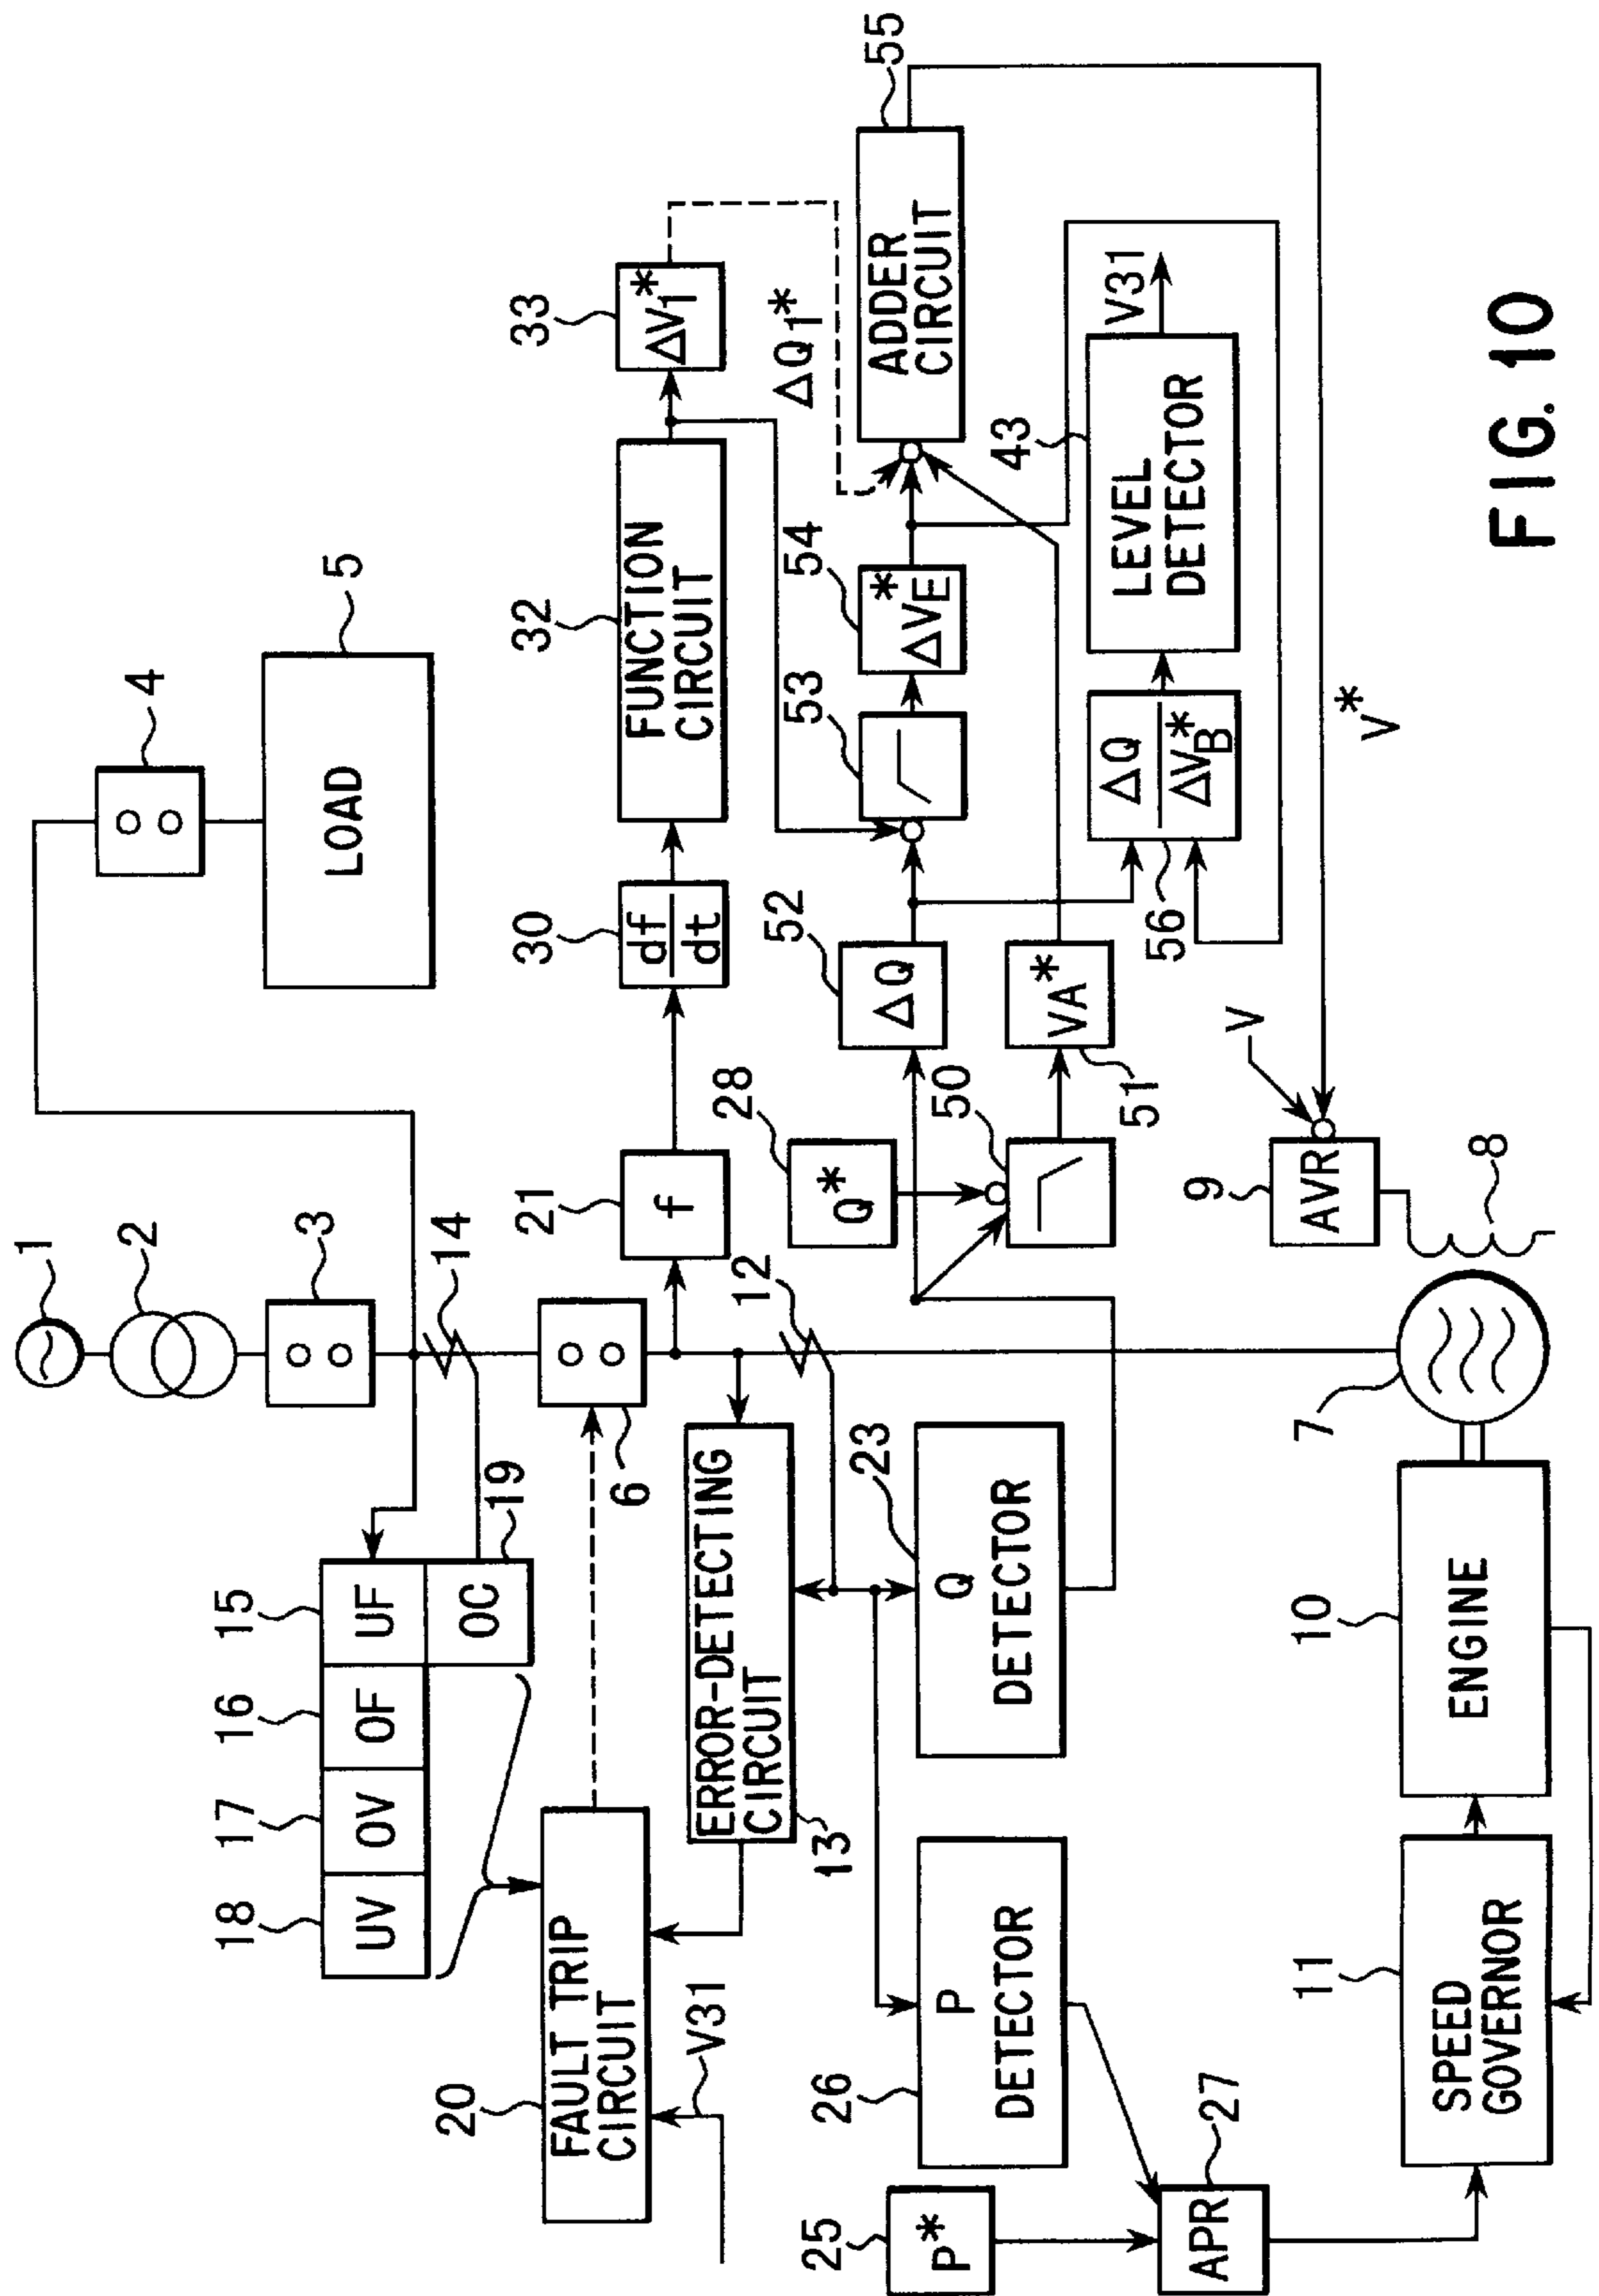 1
2
3
4
LOAD
5
14
18
17
16
15
UV
OV
OF
UF
OC
19
20
FAULT TRIP
CIRCUIT
V31
6
21
f
30
df
dt
32
FUNCTION
CIRCUIT
33
ΔV1*
ΔQ1*
ERROR-DETECTING
CIRCUIT
13
12
28
Q*
52
ΔQ
53
54
ΔVE*
ADDER
CIRCUIT
55
25
P*
26
P
DETECTOR
23
Q
DETECTOR
50
VA*
51
ΔQ
ΔVB*
56
43
LEVEL
DETECTOR
V31
APR
27
V
V*
9
AVR
8
11
SPEED
GOVERNOR
10
ENGINE
7
FIG. 10